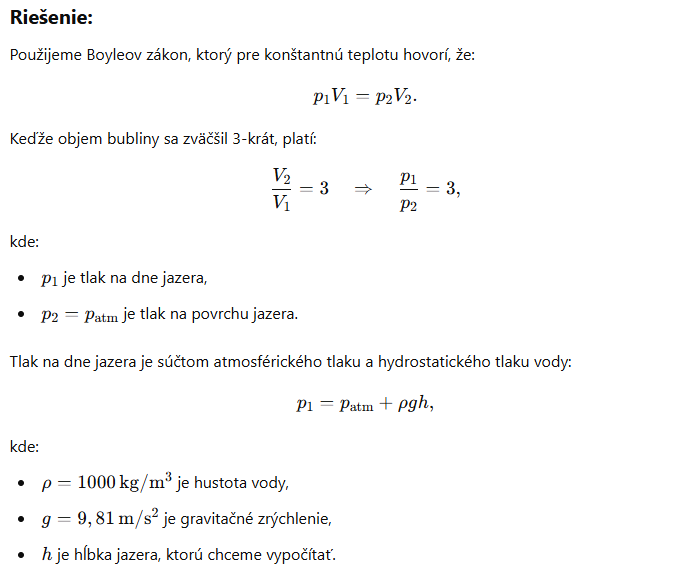 Riešenie:
Použijeme Boyleov zákon, ktorý pre konštantnú teplotu hovorí, že:
p₁V₁ = p₂V₂.
Keďže objem bubliny sa zväčšil 3-krát, platí:
V₂/V₁ = 3 ⇒ p₁/p₂ = 3,
kde:
• p₁ je tlak na dne jazera,
• p₂ = pₐₜₘ je tlak na povrchu jazera.
Tlak na dne jazera je súčtom atmosférického tlaku a hydrostatického tlaku vody:
p₁ = pₐₜₘ + ρgh,
kde:
• ρ = 1000 kg/m³ je hustota vody,
• g = 9,81 m/s² je gravitačné zrýchlenie,
• h je hĺbka jazera, ktorú chceme vypočítať.